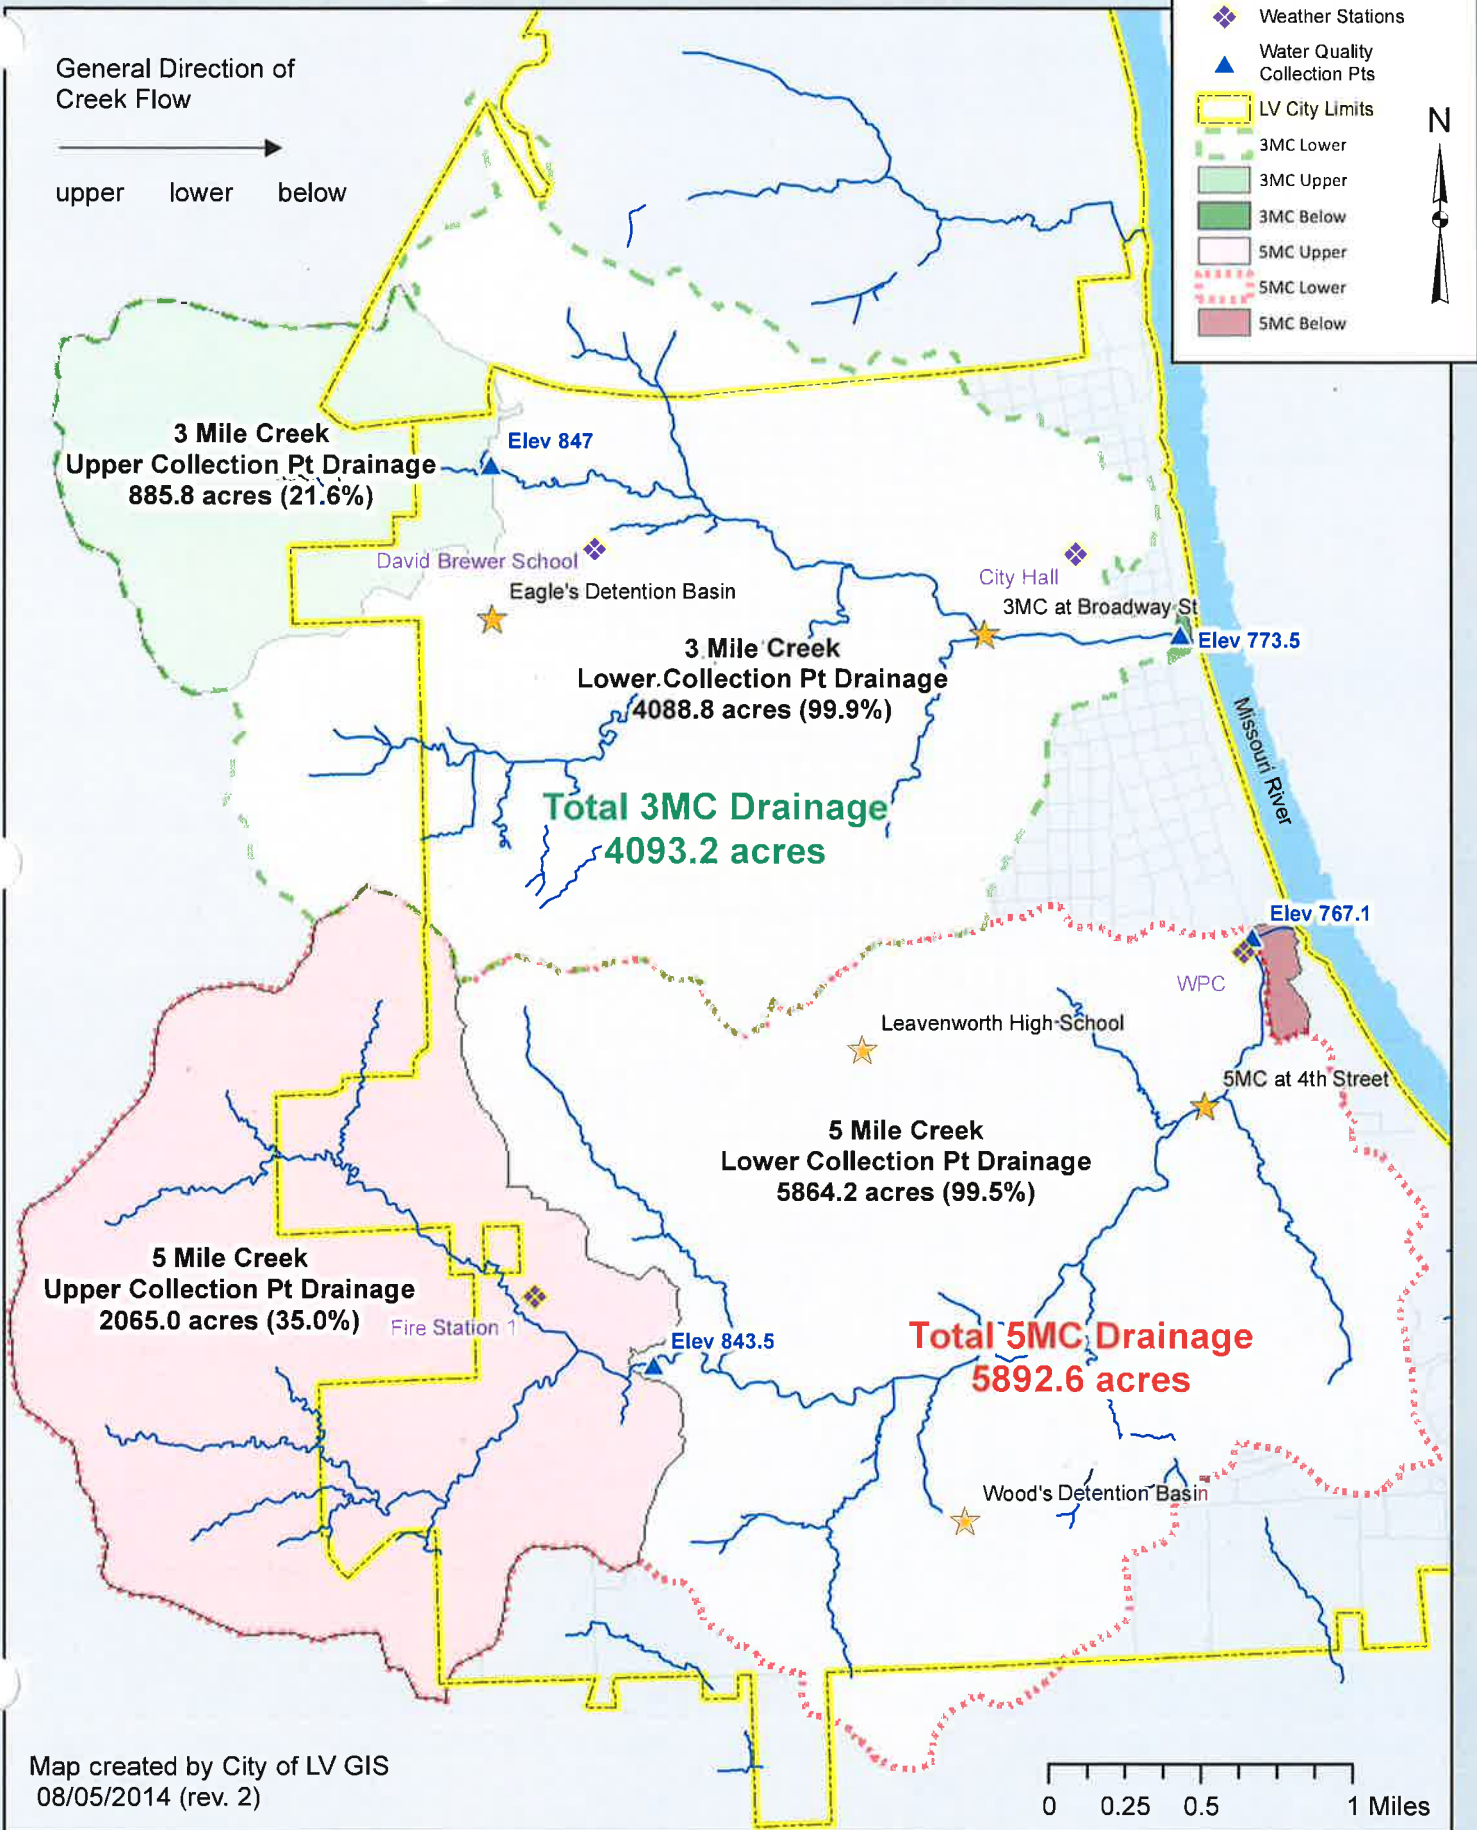 General Direction of
Creek Flow
upper lower below
Weather Stations
Water Quality
Collection Pts
LV City Limits
3MC Lower
3MC Upper
3MC Below
5MC Upper
5MC Lower
5MC Below
N
3 Mile Creek
Upper Collection Pt Drainage
885.8 acres (21.6%)
Elev 847
David Brewer School
Eagle's Detention Basin
City Hall
3MC at Broadway St
Elev 773.5
3 Mile Creek
Lower Collection Pt Drainage
4088.8 acres (99.9%)
Missouri River
Total 3MC Drainage
4093.2 acres
Elev 767.1
WPC
Leavenworth High School
5MC at 4th Street
5 Mile Creek
Lower Collection Pt Drainage
5864.2 acres (99.5%)
5 Mile Creek
Upper Collection Pt Drainage
2065.0 acres (35.0%)
Fire Station 1
Elev 843.5
Total 5MC Drainage
5892.6 acres
Wood's Detention Basin
Map created by City of LV GIS
08/05/2014 (rev. 2)
0 0.25 0.5 1 Miles